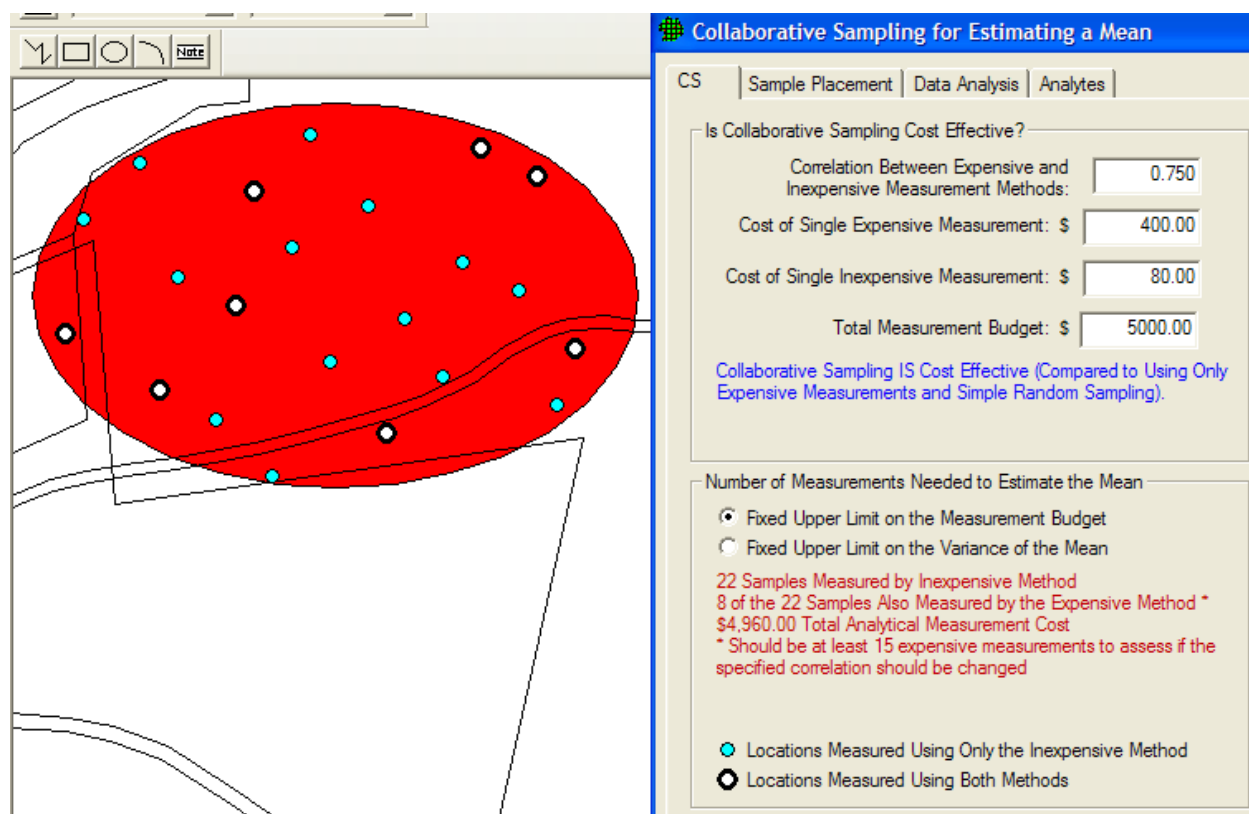 Note
Collaborative Sampling for Estimating a Mean
CS
Sample Placement
Data Analysis
Analytes
Is Collaborative Sampling Cost Effective?
Correlation Between Expensive and
Inexpensive Measurement Methods:
0.750
Cost of Single Expensive Measurement: $
400.00
Cost of Single Inexpensive Measurement: $
80.00
Total Measurement Budget: $
5000.00
Collaborative Sampling IS Cost Effective (Compared to Using Only
Expensive Measurements and Simple Random Sampling).
Number of Measurements Needed to Estimate the Mean
Fixed Upper Limit on the Measurement Budget
Fixed Upper Limit on the Variance of the Mean
22 Samples Measured by Inexpensive Method
8 of the 22 Samples Also Measured by the Expensive Method *
$4,960.00 Total Analytical Measurement Cost
* Should be at least 15 expensive measurements to assess if the
specified correlation should be changed
Locations Measured Using Only the Inexpensive Method
Locations Measured Using Both Methods